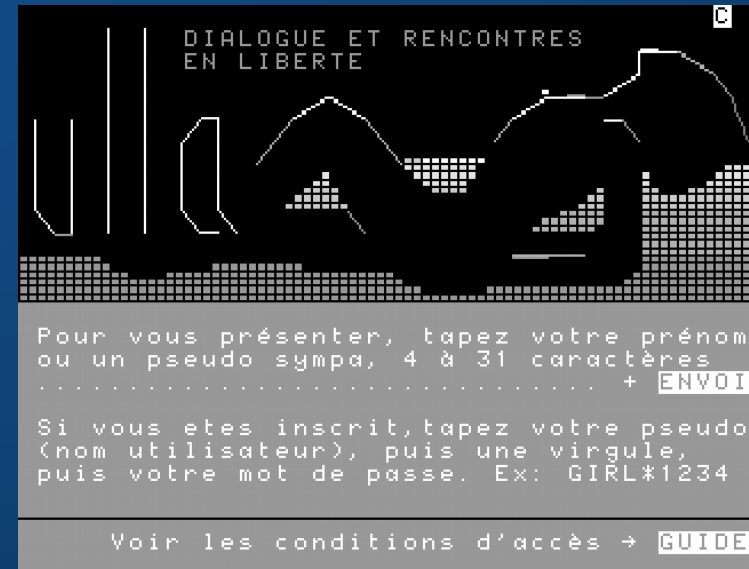 C
DIALOGUE ET RENCONTRES
EN LIBERTE
ulla
Pour vous présenter, tapez votre prénom
ou un pseudo sympa, 4 à 31 caractères
............................... + ENVOI
Si vous etes inscrit,tapez votre pseudo
(nom utilisateur), puis une virgule,
puis votre mot de passe. Ex: GIRL*1234
Voir les conditions d'accès → GUIDE